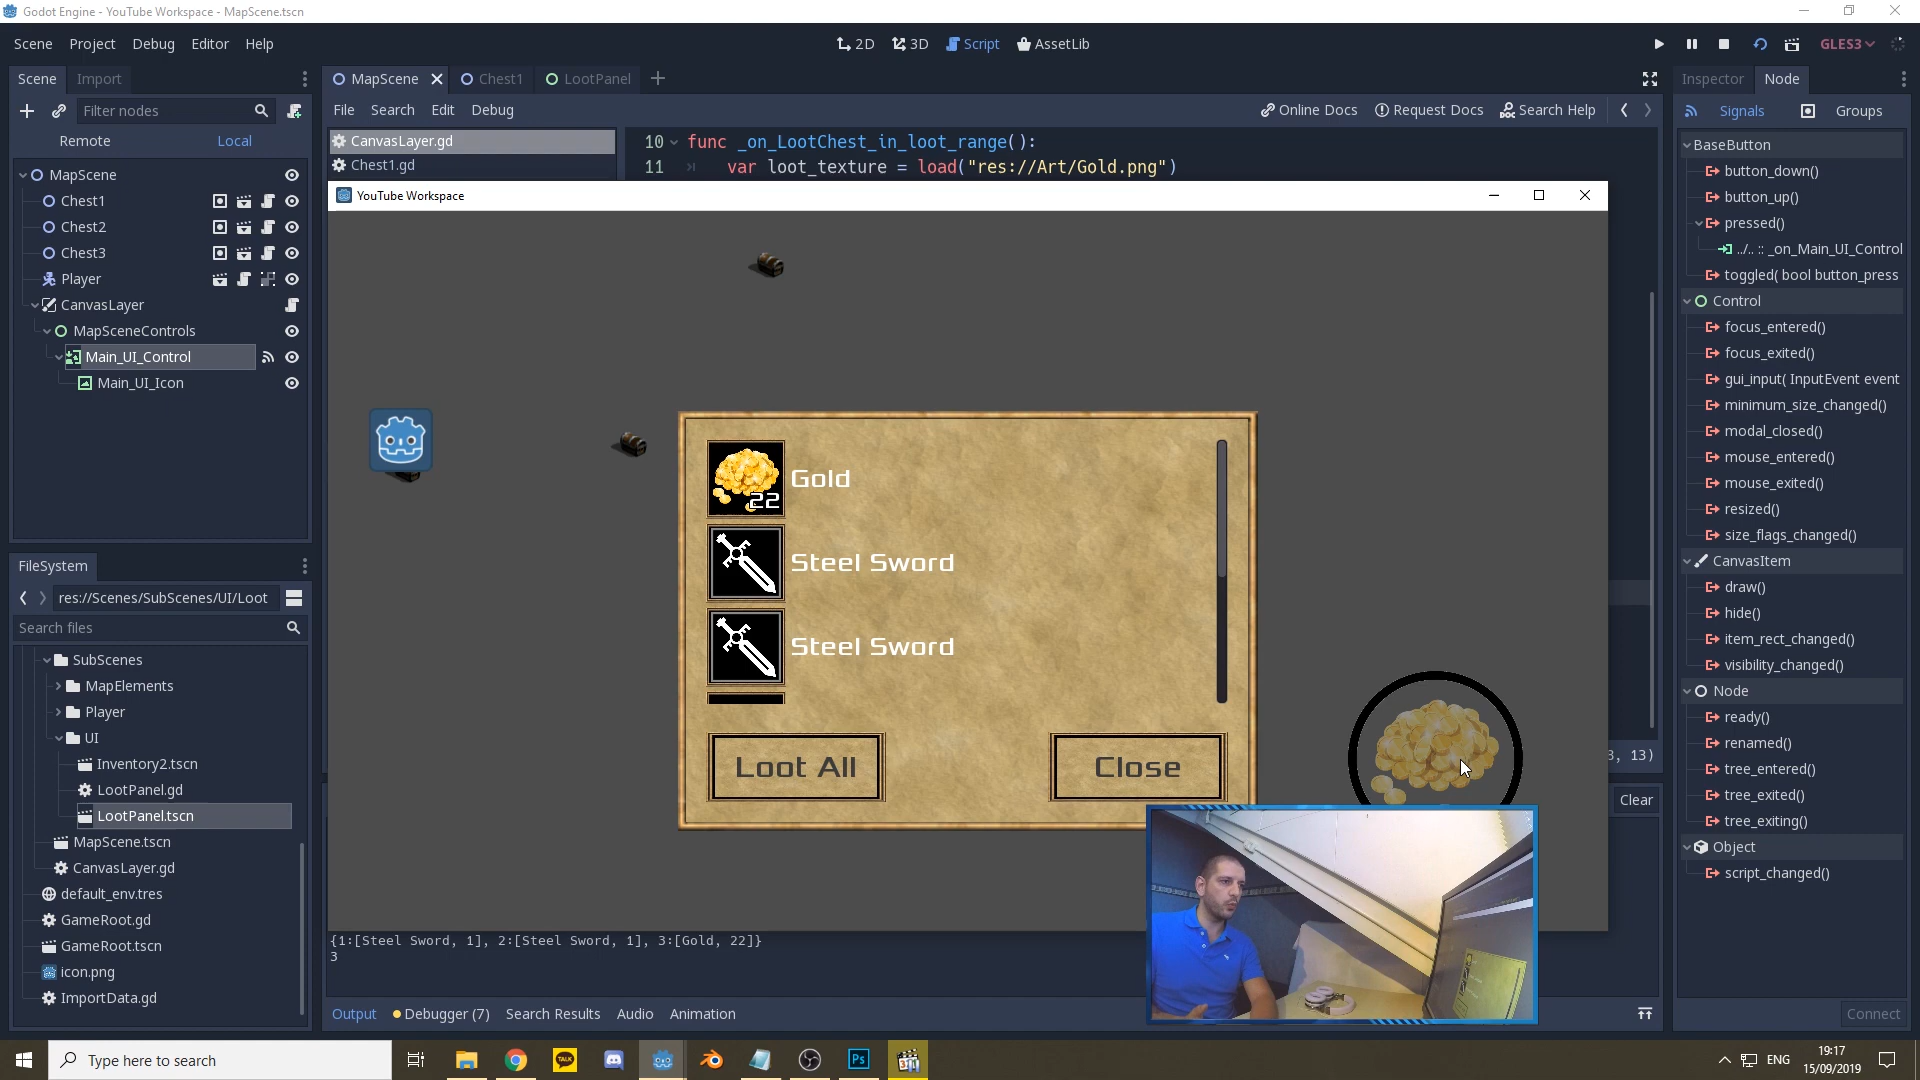 Godot Engine - YouTube Workspace - MapScene.tscn
Scene Project Debug Editor Help
2D 3D Script AssetLib
GLES3
Scene Import
MapScene Chest1 LootPanel
Inspector Node
Filter nodes
File Search Edit Debug
Online Docs Request Docs Search Help
Signals Groups
Remote Local
CanvasLayer.gd
Chest1.gd
10 func _on_LootChest_in_loot_range():
11 var loot_texture = load("res://Art/Gold.png")
YouTube Workspace
MapScene
Chest1
Chest2
Chest3
Player
CanvasLayer
MapSceneControls
Main_UI_Control
Main_UI_Icon
Gold
22
Steel Sword
Steel Sword
Loot All
Close
3, 13)
Clear
FileSystem
res://Scenes/SubScenes/UI/Loot
Search files
SubScenes
MapElements
Player
UI
Inventory2.tscn
LootPanel.gd
LootPanel.tscn
MapScene.tscn
CanvasLayer.gd
default_env.tres
GameRoot.gd
GameRoot.tscn
icon.png
ImportData.gd
{1:[Steel Sword, 1], 2:[Steel Sword, 1], 3:[Gold, 22]}
3
Output Debugger (7) Search Results Audio Animation
BaseButton
button_down()
button_up()
pressed()
../.. :: _on_Main_UI_Control
toggled( bool button_press
Control
focus_entered()
focus_exited()
gui_input( InputEvent event
minimum_size_changed()
modal_closed()
mouse_entered()
mouse_exited()
resized()
size_flags_changed()
CanvasItem
draw()
hide()
item_rect_changed()
visibility_changed()
Node
ready()
renamed()
tree_entered()
tree_exited()
tree_exiting()
Object
script_changed()
Connect
Type here to search
TALK
Ps
ENG
19:17
15/09/2019